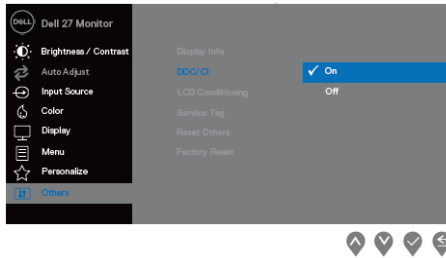 DELL
Dell 27 Monitor
Brightness / Contrast
Auto Adjust
Input Source
Color
Display
Menu
Personalize
Others
Display Info
DDC/CI
LCD Conditioning
Service Tag
Reset Others
Factory Reset
On
Off